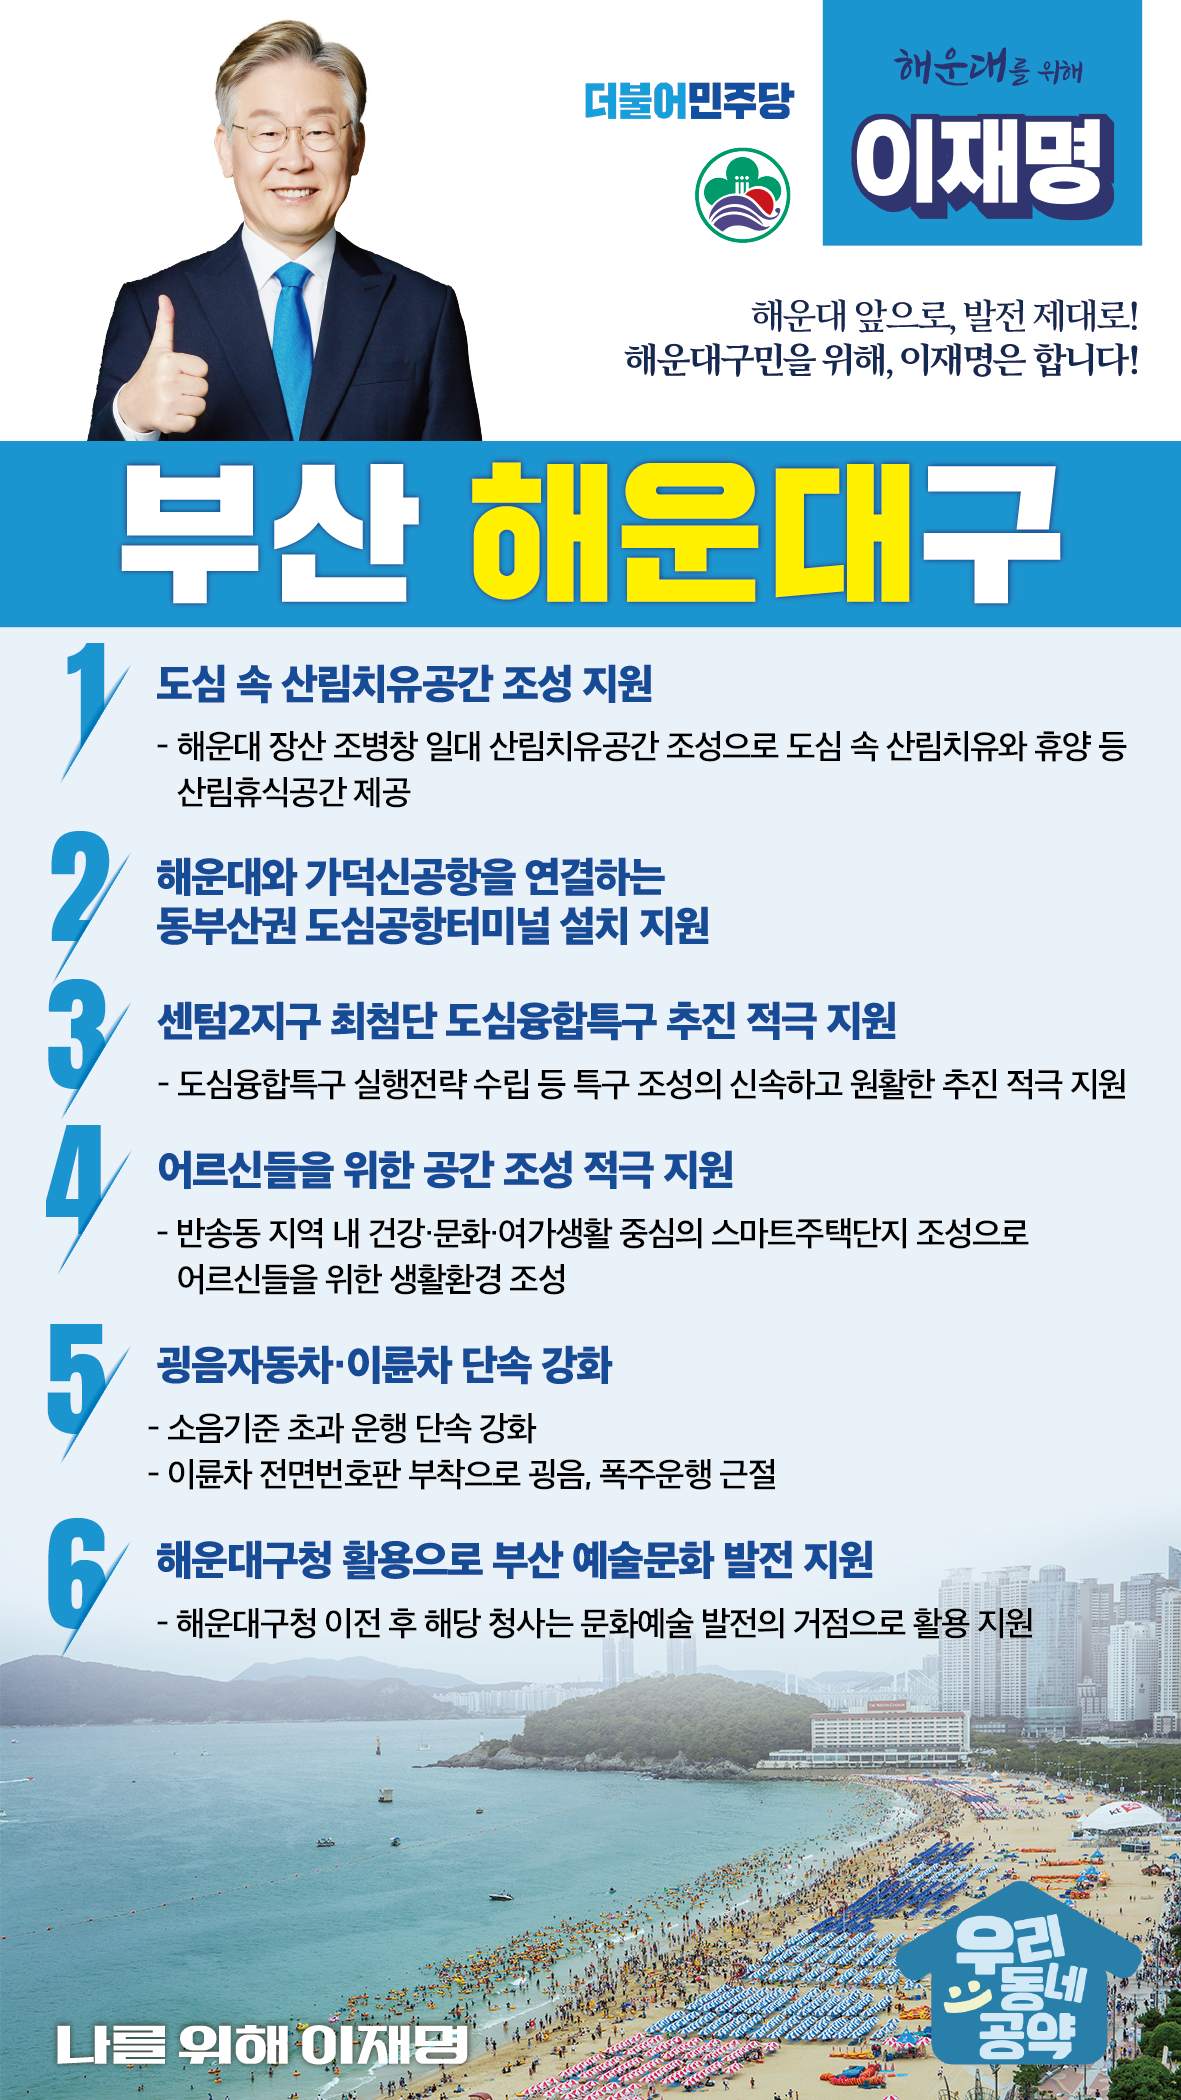 더불어민주당
해운대를 위해
이재명
해운대 앞으로, 발전 제대로!
해운대구민을 위해, 이재명은 합니다!
부산 해운대구
1
도심 속 산림치유공간 조성 지원
- 해운대 장산 조병창 일대 산림치유공간 조성으로 도심 속 산림치유와 휴양 등
산림휴식공간 제공
2
해운대와 가덕신공항을 연결하는
동부산권 도심공항터미널 설치 지원
3
센텀2지구 최첨단 도심융합특구 추진 적극 지원
- 도심융합특구 실행전략 수립 등 특구 조성의 신속하고 원활한 추진 적극 지원
4
어르신들을 위한 공간 조성 적극 지원
- 반송동 지역 내 건강·문화·여가생활 중심의 스마트주택단지 조성으로
어르신들을 위한 생활환경 조성
5
굉음자동차·이륜차 단속 강화
- 소음기준 초과 운행 단속 강화
- 이륜차 전면번호판 부착으로 굉음, 폭주운행 근절
6
해운대구청 활용으로 부산 예술문화 발전 지원
- 해운대구청 이전 후 해당 청사는 문화예술 발전의 거점으로 활용 지원
kt
우리
동네
공약
나를 위해 이재명